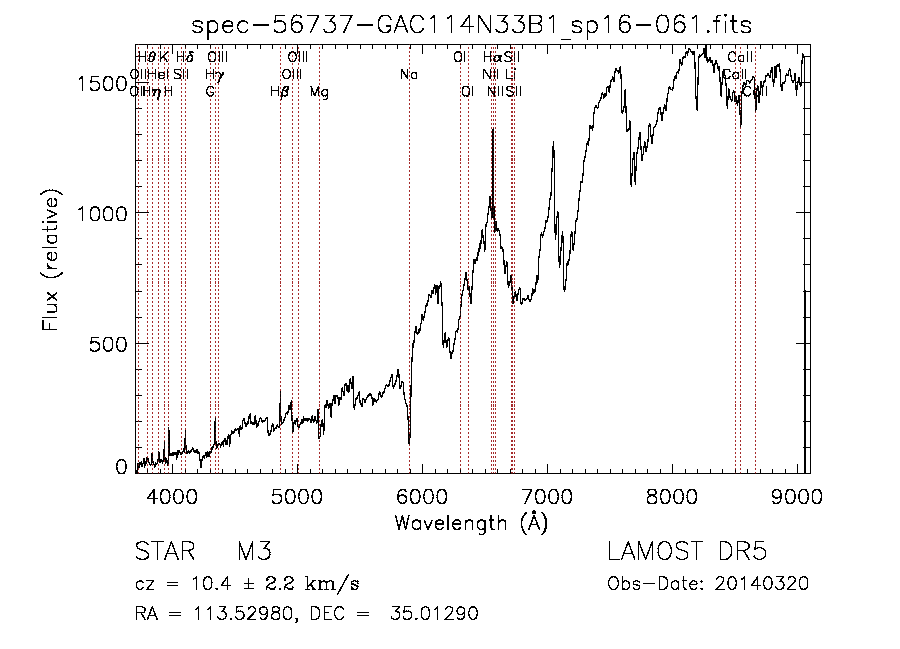 spec-56737-GAC114N33B1_sp16-061.fits
Hθ K Hδ OIII OIII OI Hα SII CaII
OII HeI SII Hγ OIII Na NII Li CaII
OII Hη H G Hβ Mg OI NII SII CaII
1500
1000
500
0
Flux (relative)
4000 5000 6000 7000 8000 9000
Wavelength (Å)
STAR M3 LAMOST DR5
cz = 10.4 ± 2.2 km/s Obs-Date: 20140320
RA = 113.52980, DEC = 35.01290